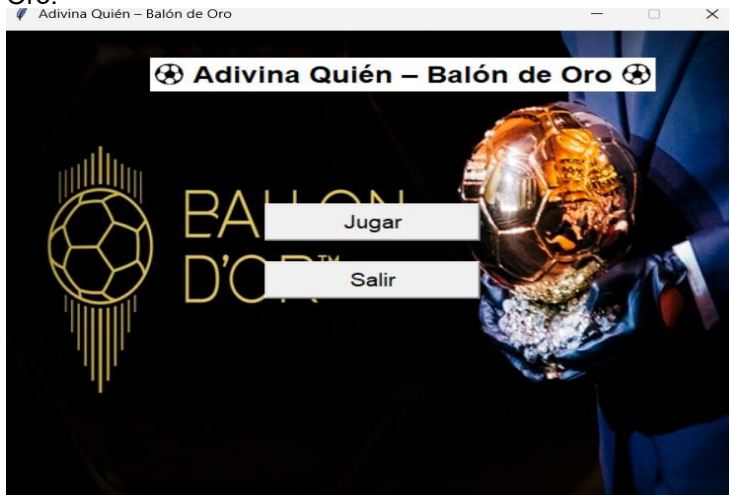 Oro.
Adivina Quién – Balón de Oro
⚽ Adivina Quién – Balón de Oro ⚽
BALLON
D'OR™
Jugar
Salir